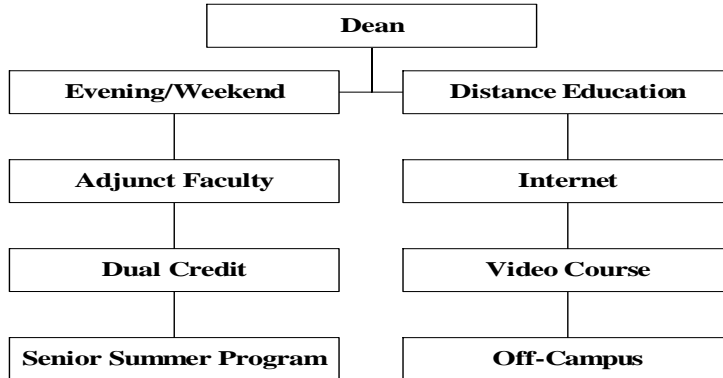 Dean
Evening/Weekend
Distance Education
Adjunct Faculty
Internet
Dual Credit
Video Course
Senior Summer Program
Off-Campus